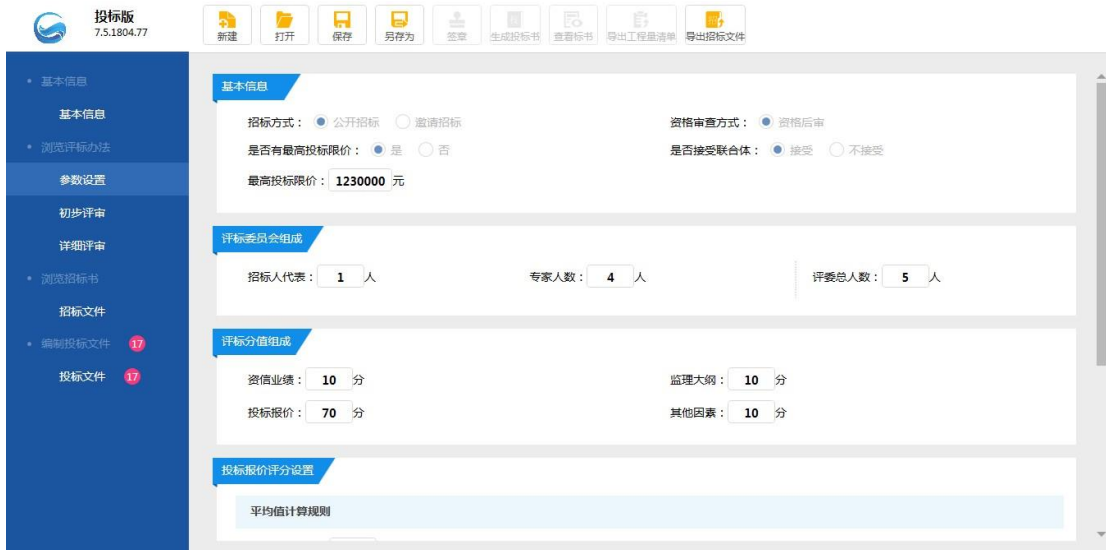 投标版
7.5.1804.77
新建 打开 保存 另存为 签章 生成投标书 查看标书 导出工程量清单 导出招标文件
基本信息
基本信息
浏览评标办法
参数设置
初步评审
详细评审
浏览招标书
招标文件
编制投标文件 17
投标文件 17
基本信息
招标方式： 公开招标 邀请招标 资格审查方式： 资格后审
是否有最高投标限价： 是 否 是否接受联合体： 接受 不接受
最高投标限价： 1230000 元
评标委员会组成
招标人代表： 1 人 专家人数： 4 人 评委总人数： 5 人
评标分值组成
资信业绩： 10 分 监理大纲： 10 分
投标报价： 70 分 其他因素： 10 分
投标报价评分设置
平均值计算规则